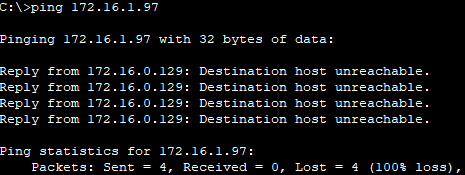 C:\>ping 172.16.1.97
Pinging 172.16.1.97 with 32 bytes of data:
Reply from 172.16.0.129: Destination host unreachable.
Reply from 172.16.0.129: Destination host unreachable.
Reply from 172.16.0.129: Destination host unreachable.
Reply from 172.16.0.129: Destination host unreachable.
Ping statistics for 172.16.1.97:
    Packets: Sent = 4, Received = 0, Lost = 4 (100% loss),